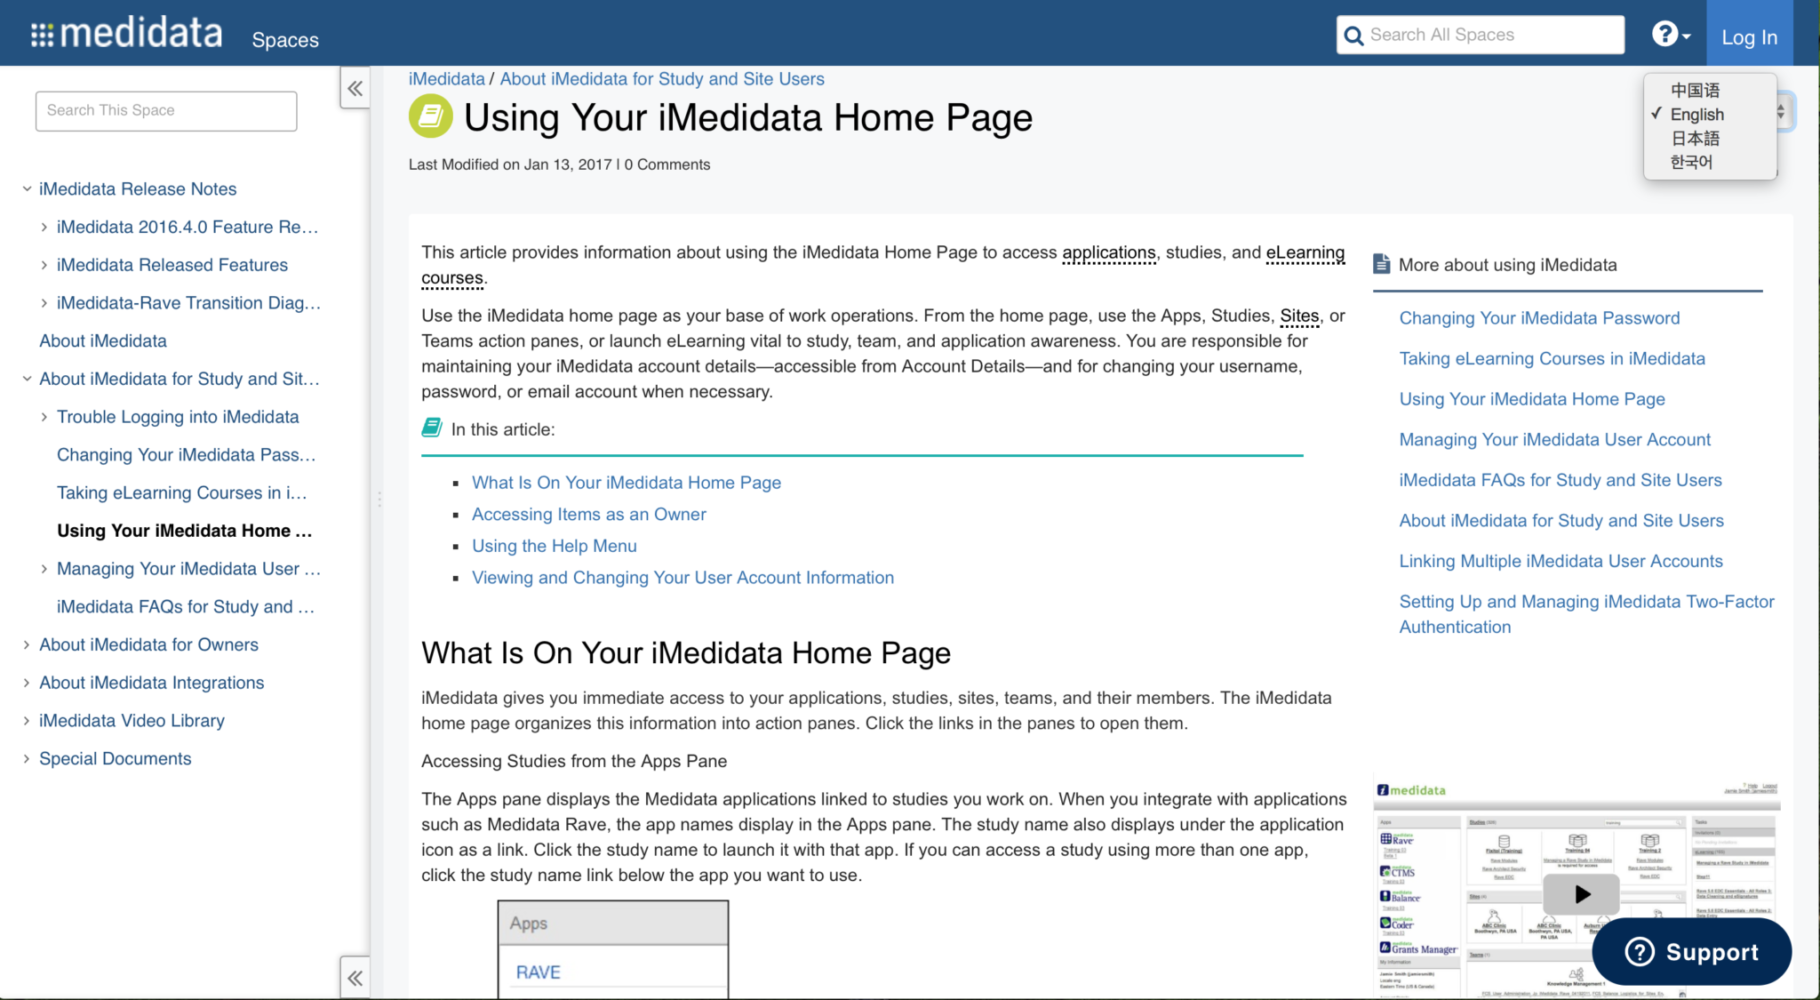 medidata
Spaces
Search All Spaces
Log In
中国语
✓ English
日本語
한국어
Search This Space
iMedidata Release Notes
iMedidata 2016.4.0 Feature Re...
iMedidata Released Features
iMedidata-Rave Transition Diag...
About iMedidata
About iMedidata for Study and Sit...
Trouble Logging into iMedidata
Changing Your iMedidata Pass...
Taking eLearning Courses in i...
Using Your iMedidata Home ...
Managing Your iMedidata User ...
iMedidata FAQs for Study and ...
About iMedidata for Owners
About iMedidata Integrations
iMedidata Video Library
Special Documents
iMedidata / About iMedidata for Study and Site Users
Using Your iMedidata Home Page
Last Modified on Jan 13, 2017 | 0 Comments
This article provides information about using the iMedidata Home Page to access applications, studies, and eLearning
courses.
Use the iMedidata home page as your base of work operations. From the home page, use the Apps, Studies, Sites, or
Teams action panes, or launch eLearning vital to study, team, and application awareness. You are responsible for
maintaining your iMedidata account details—accessible from Account Details—and for changing your username,
password, or email account when necessary.
In this article:
What Is On Your iMedidata Home Page
Accessing Items as an Owner
Using the Help Menu
Viewing and Changing Your User Account Information
What Is On Your iMedidata Home Page
iMedidata gives you immediate access to your applications, studies, sites, teams, and their members. The iMedidata
home page organizes this information into action panes. Click the links in the panes to open them.
Accessing Studies from the Apps Pane
The Apps pane displays the Medidata applications linked to studies you work on. When you integrate with applications
such as Medidata Rave, the app names display in the Apps pane. The study name also displays under the application
icon as a link. Click the study name to launch it with that app. If you can access a study using more than one app,
click the study name link below the app you want to use.
Apps
RAVE
More about using iMedidata
Changing Your iMedidata Password
Taking eLearning Courses in iMedidata
Using Your iMedidata Home Page
Managing Your iMedidata User Account
iMedidata FAQs for Study and Site Users
About iMedidata for Study and Site Users
Linking Multiple iMedidata User Accounts
Setting Up and Managing iMedidata Two-Factor
Authentication
medidata
Rave
CTMS
Balance
Coder
Grants Manager
Support